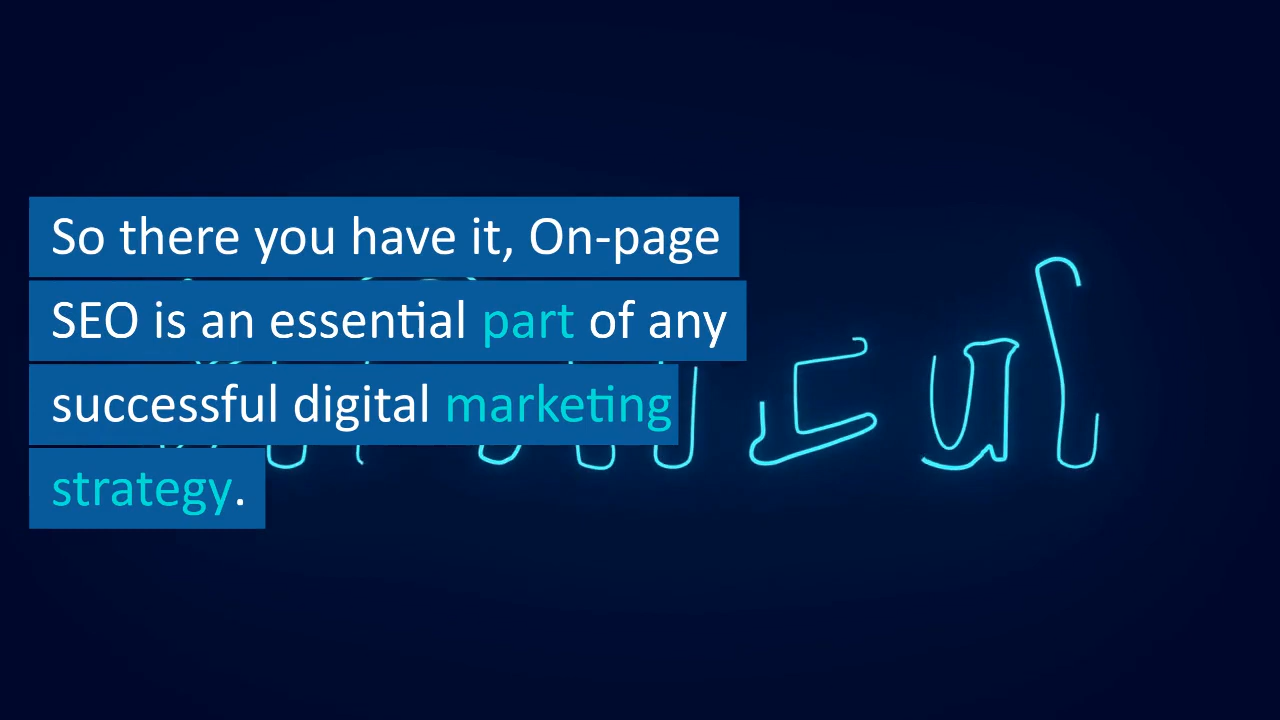 So there you have it, On-page
SEO is an essential part of any
successful digital marketing
strategy.